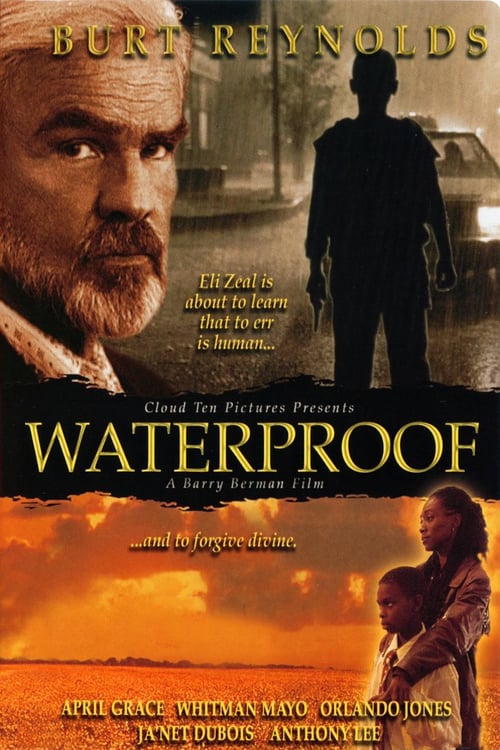 BURT REYNOLDS
Eli Zeal is
about to learn
that to err
is human...
Cloud Ten Pictures Presents
WATERPROOF
A Barry Berman Film
...and to forgive divine.
APRIL GRACE WHITMAN MAYO ORLANDO JONES
JA'NET DUBOIS ANTHONY LEE